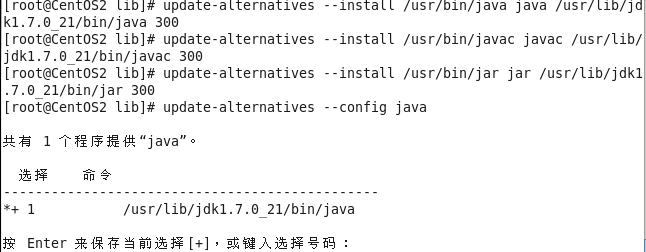 [root@CentOS2 lib]# update-alternatives --install /usr/bin/java java /usr/lib/jd
k1.7.0_21/bin/java 300
[root@CentOS2 lib]# update-alternatives --install /usr/bin/javac javac /usr/lib/
jdk1.7.0_21/bin/javac 300
[root@CentOS2 lib]# update-alternatives --install /usr/bin/jar jar /usr/lib/jdk1
.7.0_21/bin/jar 300
[root@CentOS2 lib]# update-alternatives --config java
共有 1 个程序提供“java”。
选择 命令
-----------------------------------------------
*+ 1 /usr/lib/jdk1.7.0_21/bin/java
按 Enter 来保存当前选择[+]，或键入选择号码：